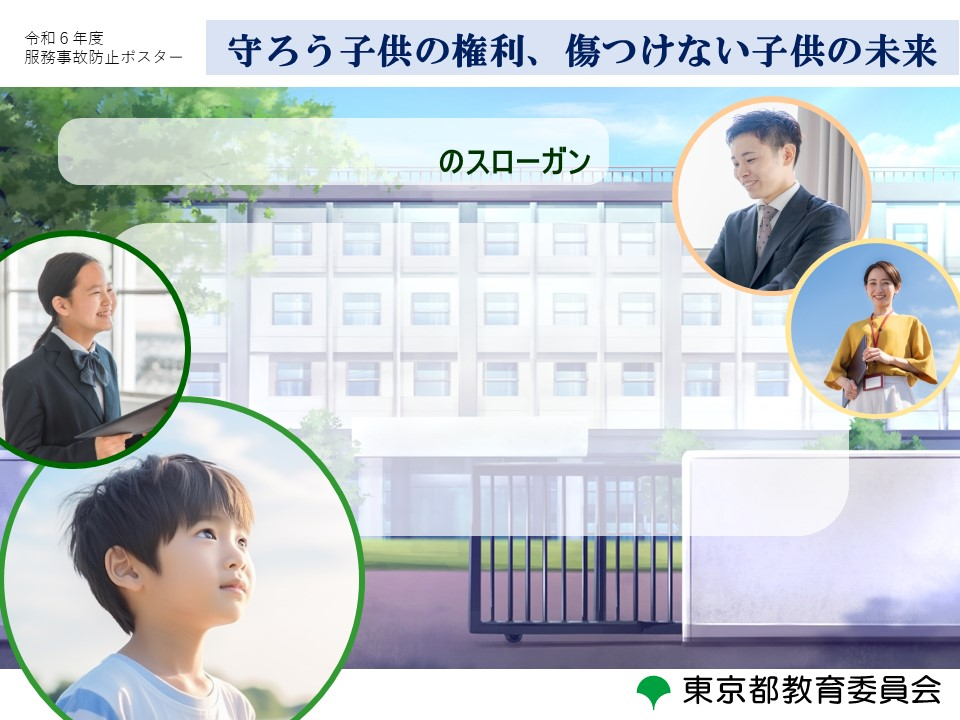 令和６年度
服務事故防止ポスター
守ろう子供の権利、傷つけない子供の未来
のスローガン
東京都教育委員会